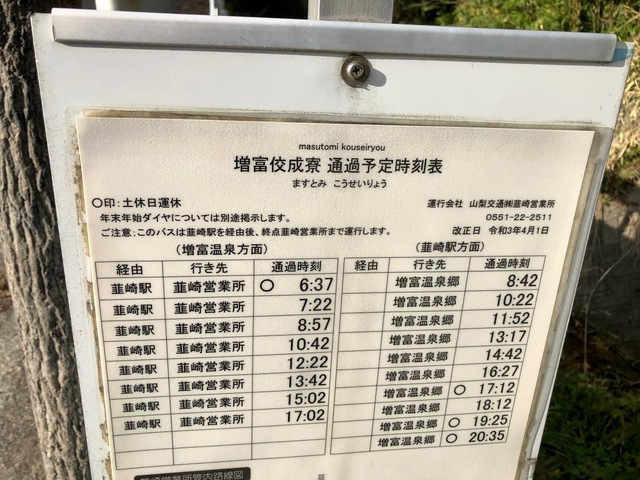 masutomi kouseiryou
増富佼成寮 通過予定時刻表
ますとみ こうせいりょう
〇印：土休日運休
運行会社 山梨交通㈱韮崎営業所
年末年始ダイヤについては別途掲示します。
0551-22-2511
ご注意：このバスは韮崎駅を経由後、終点韮崎営業所まで運行します。
改正日 令和3年4月1日
(増富温泉方面)
経由 行き先 通過時刻
韮崎駅 韮崎営業所 〇 6:37
韮崎駅 韮崎営業所 7:22
韮崎駅 韮崎営業所 8:57
韮崎駅 韮崎営業所 10:42
韮崎駅 韮崎営業所 12:22
韮崎駅 韮崎営業所 13:42
韮崎駅 韮崎営業所 15:02
韮崎駅 韮崎営業所 17:02
(韮崎駅方面)
経由 行き先 通過時刻
増富温泉郷 8:42
増富温泉郷 10:22
増富温泉郷 11:52
増富温泉郷 13:17
増富温泉郷 14:42
増富温泉郷 16:27
増富温泉郷 〇 17:12
増富温泉郷 18:12
増富温泉郷 〇 19:25
増富温泉郷 〇 20:35
韮崎営業所管内路線図